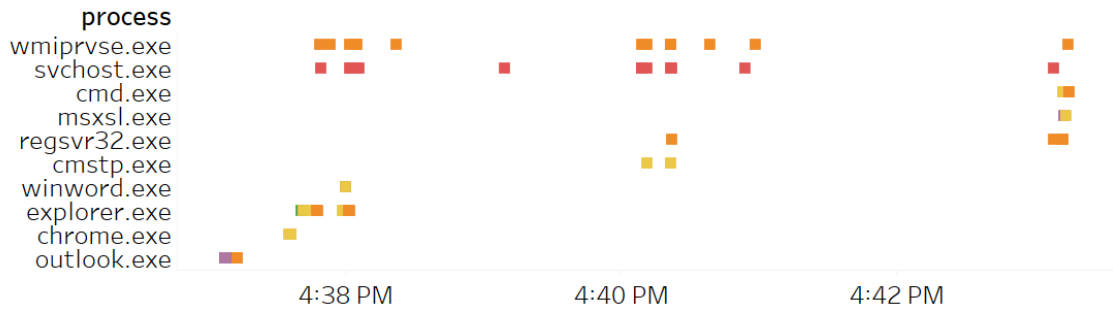 process
wmiprvse.exe
svchost.exe
cmd.exe
msxsl.exe
regsvr32.exe
cmstp.exe
winword.exe
explorer.exe
chrome.exe
outlook.exe
4:38 PM 4:40 PM 4:42 PM